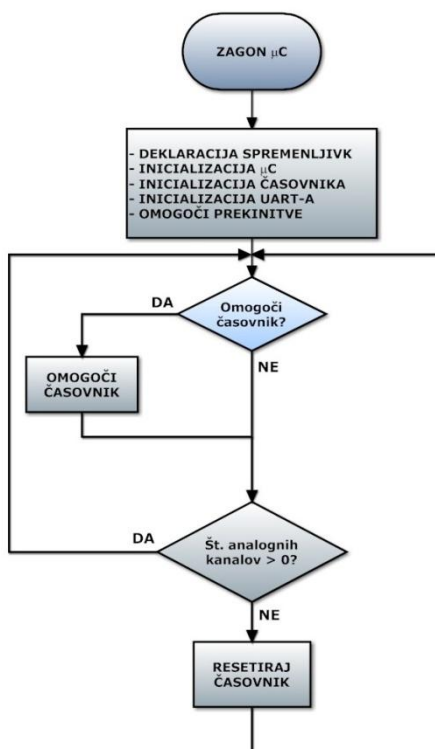 ZAGON μC
- DEKLARACIJA SPREMENLJIVK
- INICIALIZACIJA μC
- INICIALIZACIJA ČASOVNIKA
- INICIALIZACIJA UART-A
- OMOGOČI PREKINITVE
DA
Omogoči
časovnik?
NE
OMOGOČI
ČASOVNIK
DA
Št. analognih
kanalov > 0?
NE
RESETIRAJ
ČASOVNIK